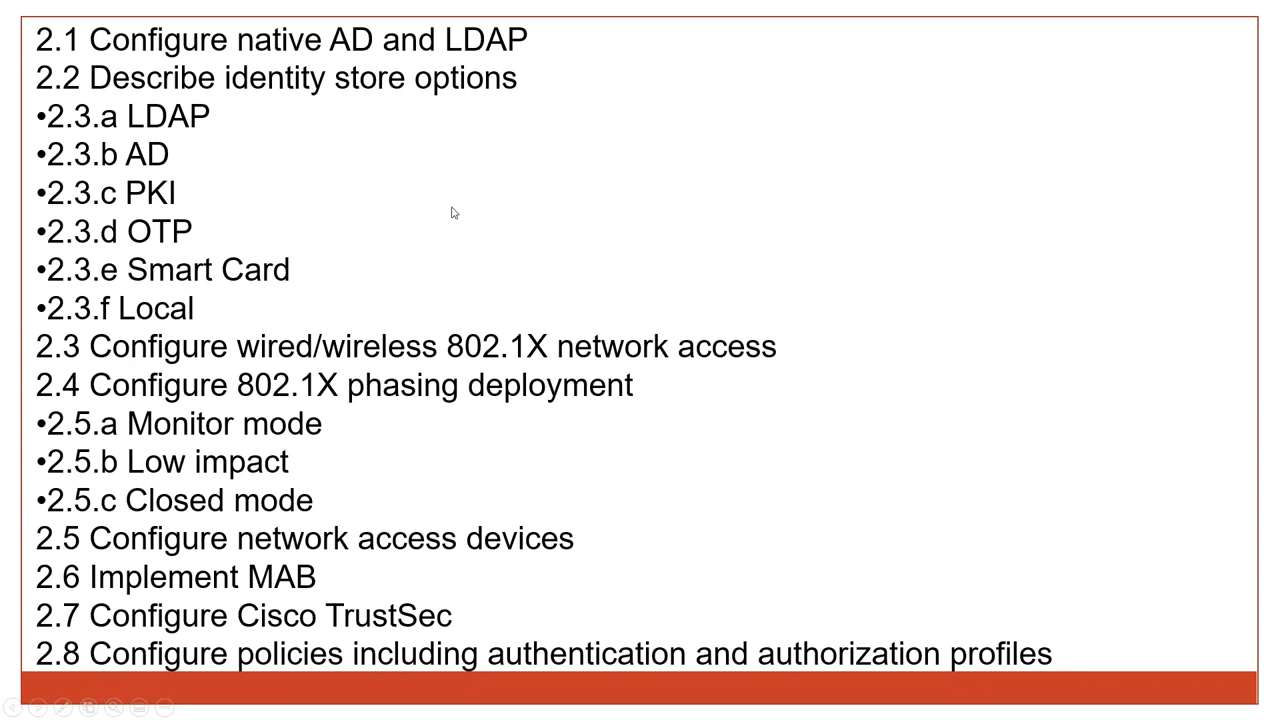 2.1 Configure native AD and LDAP
2.2 Describe identity store options
•2.3.a LDAP
•2.3.b AD
•2.3.c PKI
•2.3.d OTP
•2.3.e Smart Card
•2.3.f Local
2.3 Configure wired/wireless 802.1X network access
2.4 Configure 802.1X phasing deployment
•2.5.a Monitor mode
•2.5.b Low impact
•2.5.c Closed mode
2.5 Configure network access devices
2.6 Implement MAB
2.7 Configure Cisco TrustSec
2.8 Configure policies including authentication and authorization profiles